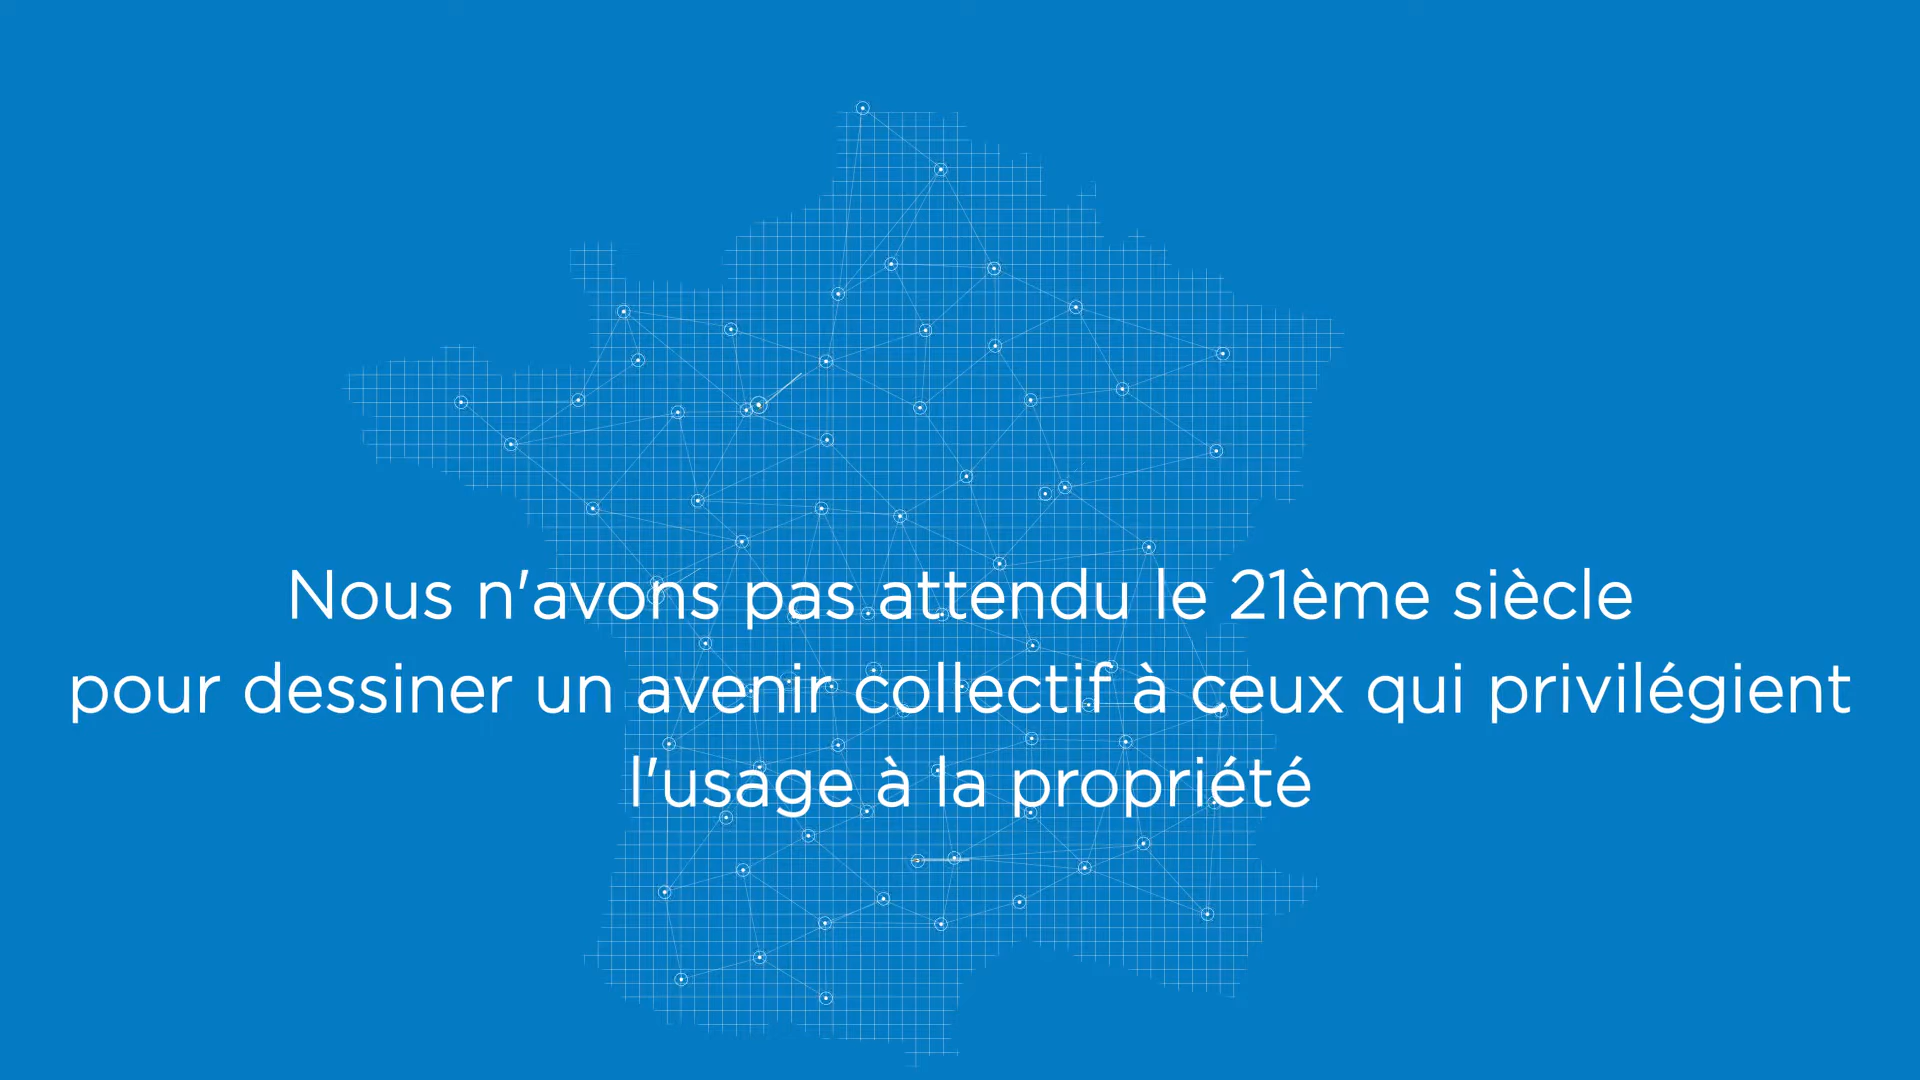 Nous n'avons pas attendu le 21ème siècle
pour dessiner un avenir collectif à ceux qui privilégient
l'usage à la propriété